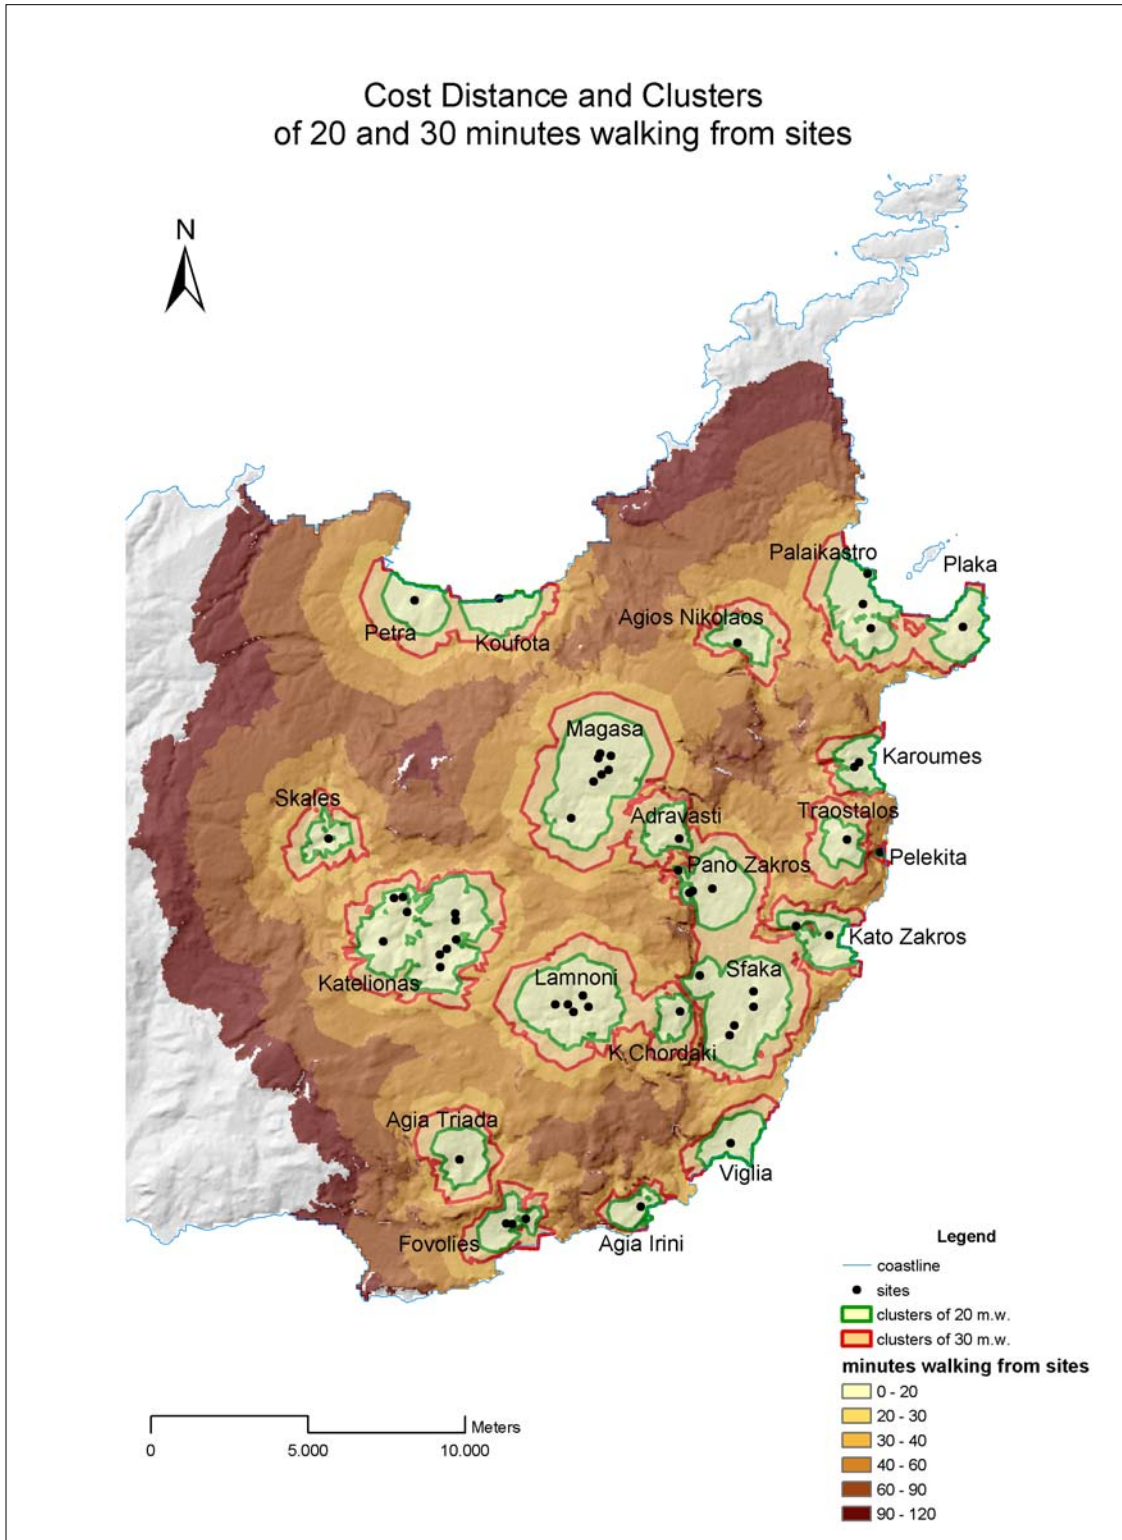 Cost Distance and Clusters
of 20 and 30 minutes walking from sites
N
Palaikastro
Plaka
Agios Nikolaos
Petra
Koufota
Magasa
Karoumes
Skales
Adravasti
Traostalos
Pano Zakros
Pelekita
Kato Zakros
Katelionas
Lamnoni
Sfaka
K.Chordaki
Agia Triada
Viglia
Fovolies
Agia Irini
Legend
coastline
sites
clusters of 20 m.w.
clusters of 30 m.w.
minutes walking from sites
0 - 20
20 - 30
30 - 40
40 - 60
60 - 90
90 - 120
Meters
0 5.000 10.000